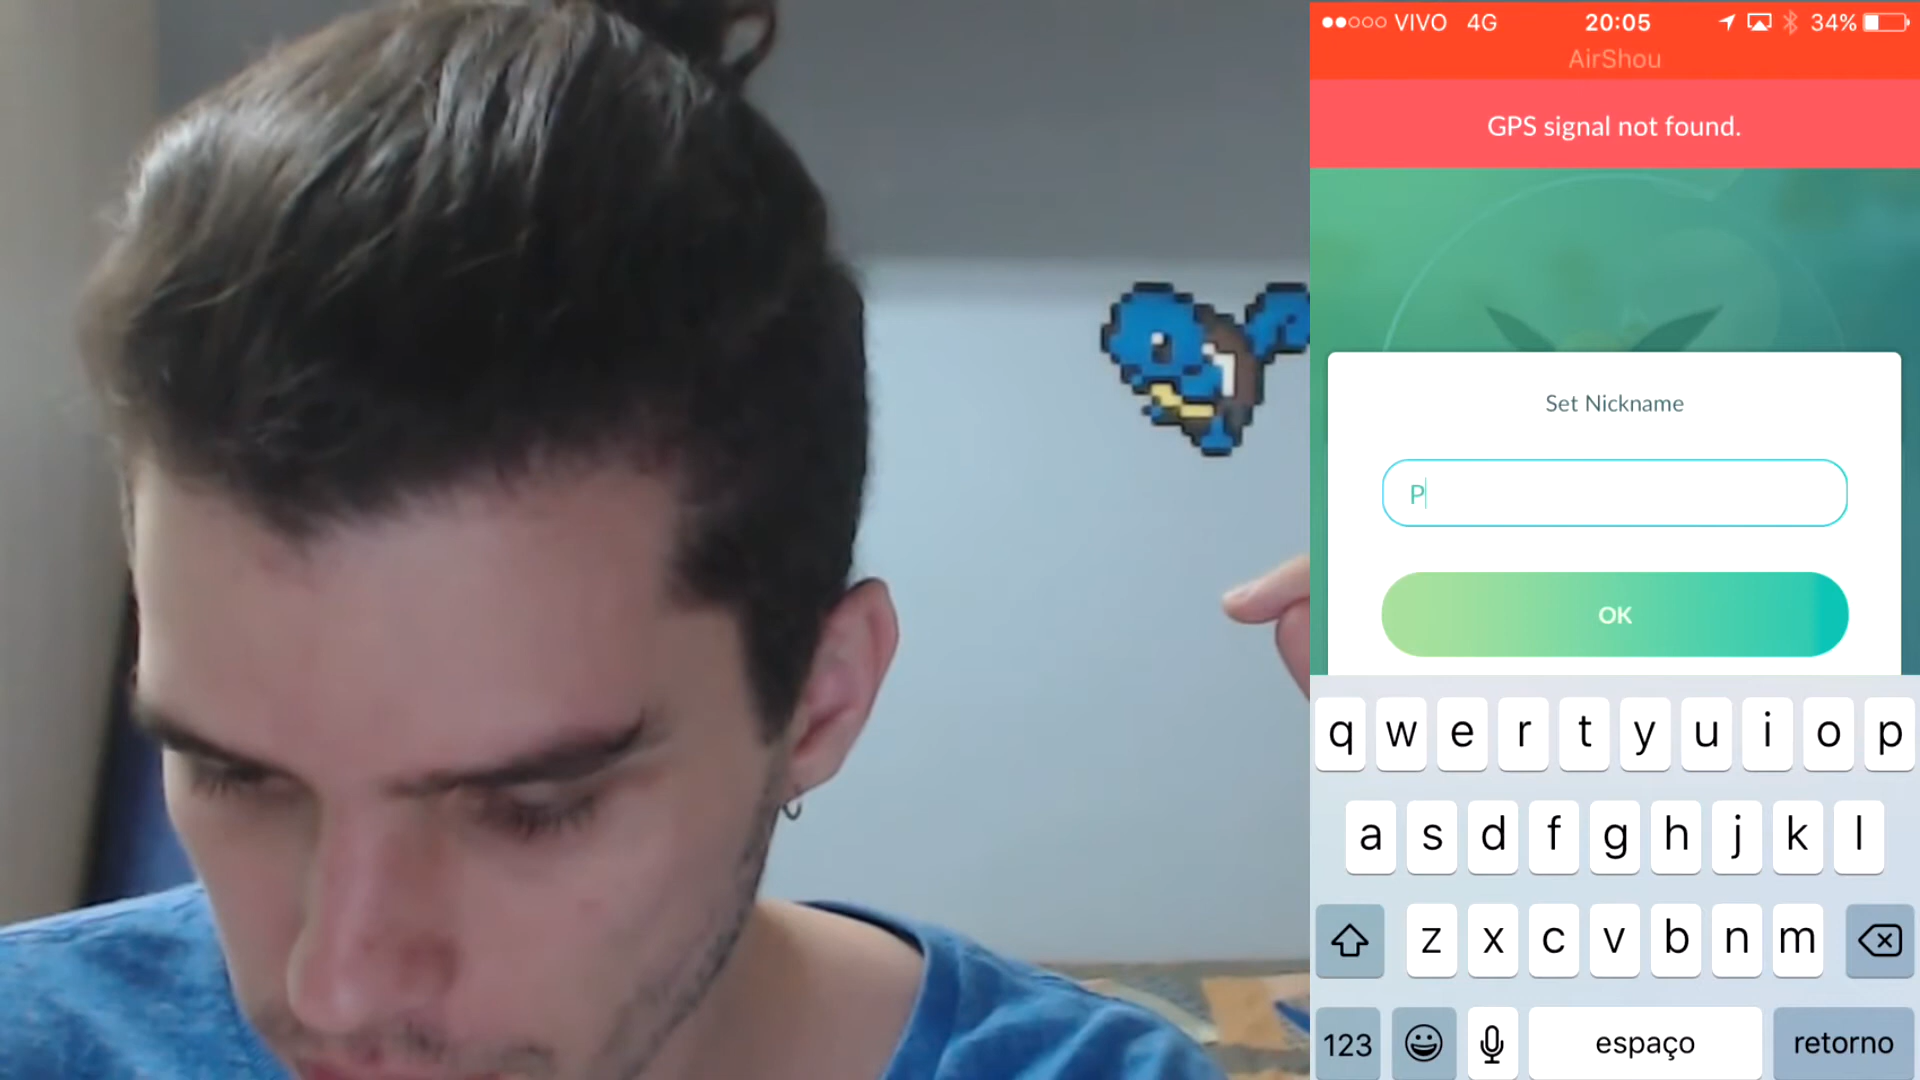 VIVO 4G 20:05 34%
AirShou
GPS signal not found.
Set Nickname
P
OK
q w e r t y u i o p
a s d f g h j k l
z x c v b n m
123 espaço retorno